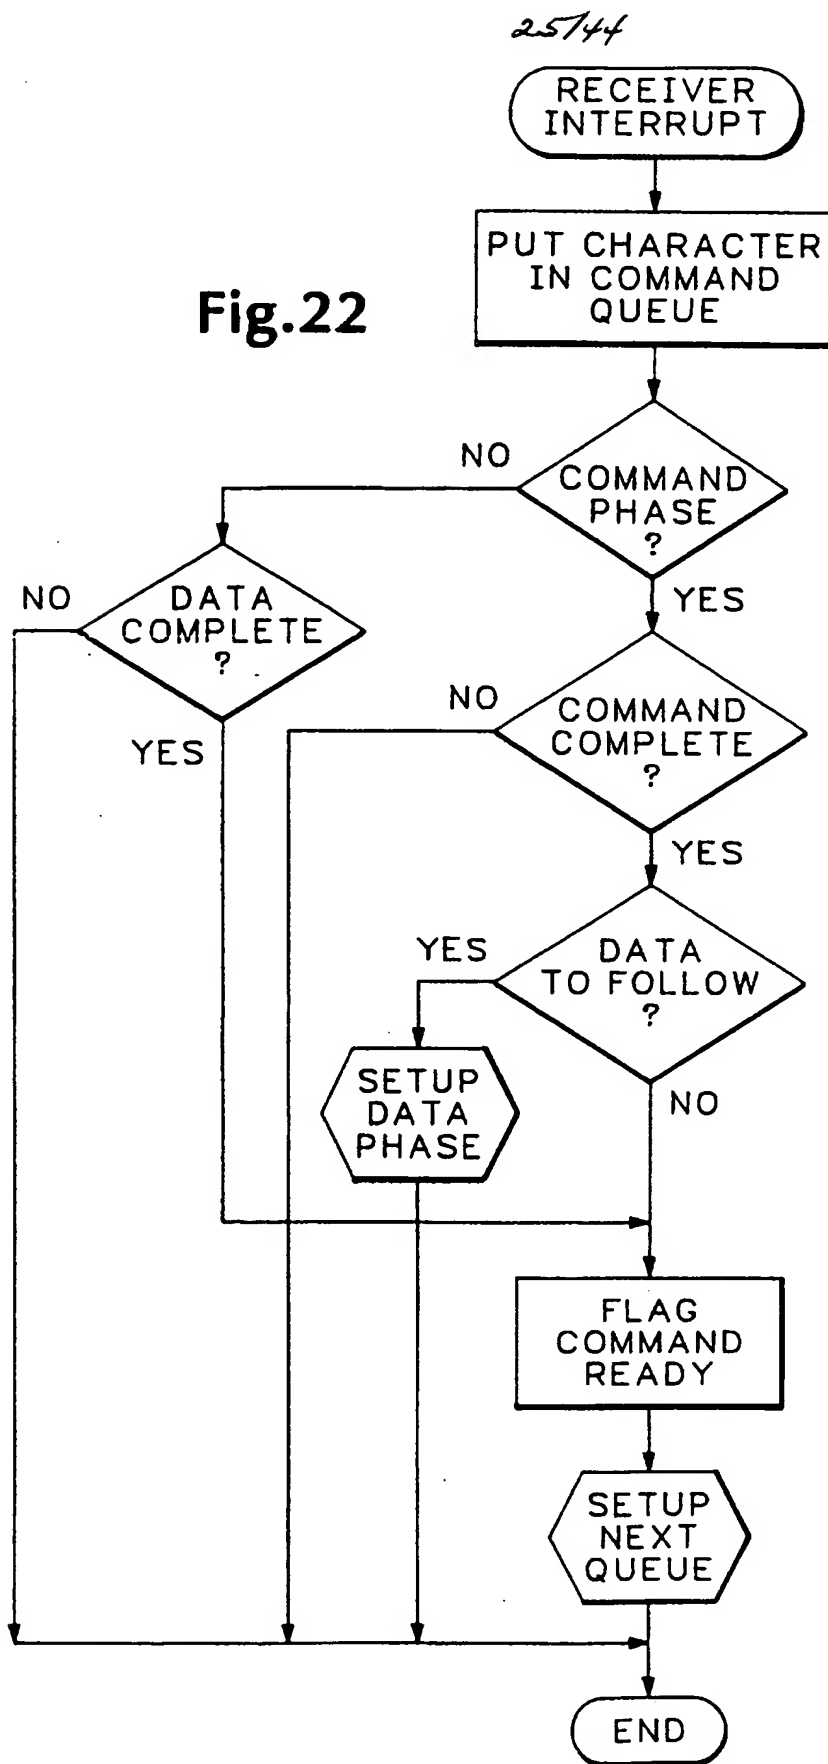 25/44
RECEIVER
INTERRUPT
PUT CHARACTER
IN COMMAND
QUEUE
Fig.22
NO
COMMAND
PHASE
?
YES
NO
DATA
COMPLETE
?
YES
NO
COMMAND
COMPLETE
?
YES
YES
DATA
TO FOLLOW
?
NO
SETUP
DATA
PHASE
FLAG
COMMAND
READY
SETUP
NEXT
QUEUE
END